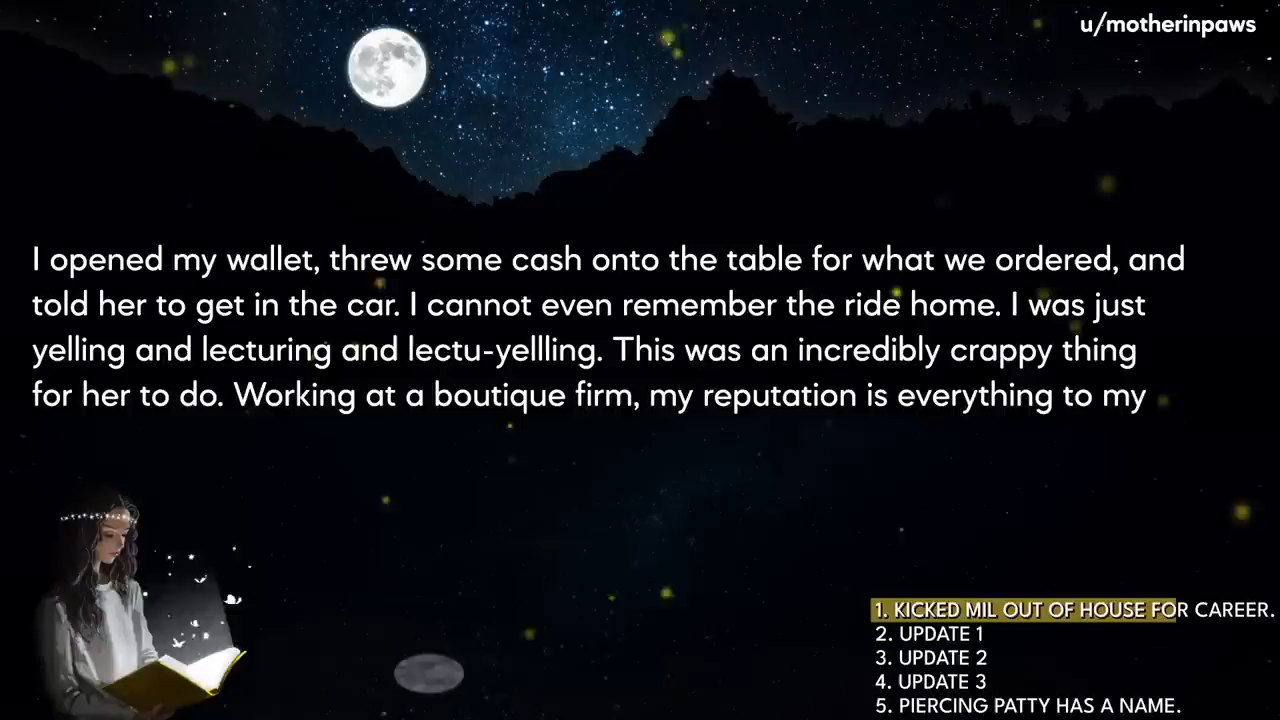 u/motherinpaws
I opened my wallet, threw some cash onto the table for what we ordered, and
told her to get in the car. I cannot even remember the ride home. I was just
yelling and lecturing and lectu-yellling. This was an incredibly crappy thing
for her to do. Working at a boutique firm, my reputation is everything to my
1. KICKED MIL OUT OF HOUSE FOR CAREER.
2. UPDATE 1
3. UPDATE 2
4. UPDATE 3
5. PIERCING PATTY HAS A NAME.